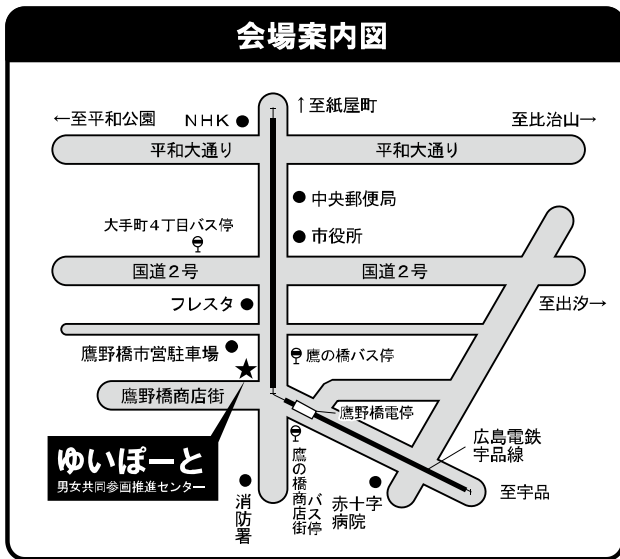 会場案内図
↑至紙屋町
←至平和公園
NHK
至比治山→
平和大通り
平和大通り
中央郵便局
大手町4丁目バス停
市役所
国道2号
国道2号
フレスタ
至出汐→
鷹野橋市営駐車場
鷹の橋バス停
鷹野橋商店街
鷹野橋電停
広島電鉄
宇品線
ゆいぽーと
男女共同参画推進センター
至宇品
消防署
鷹の橋商店街
バス停
赤十字
病院